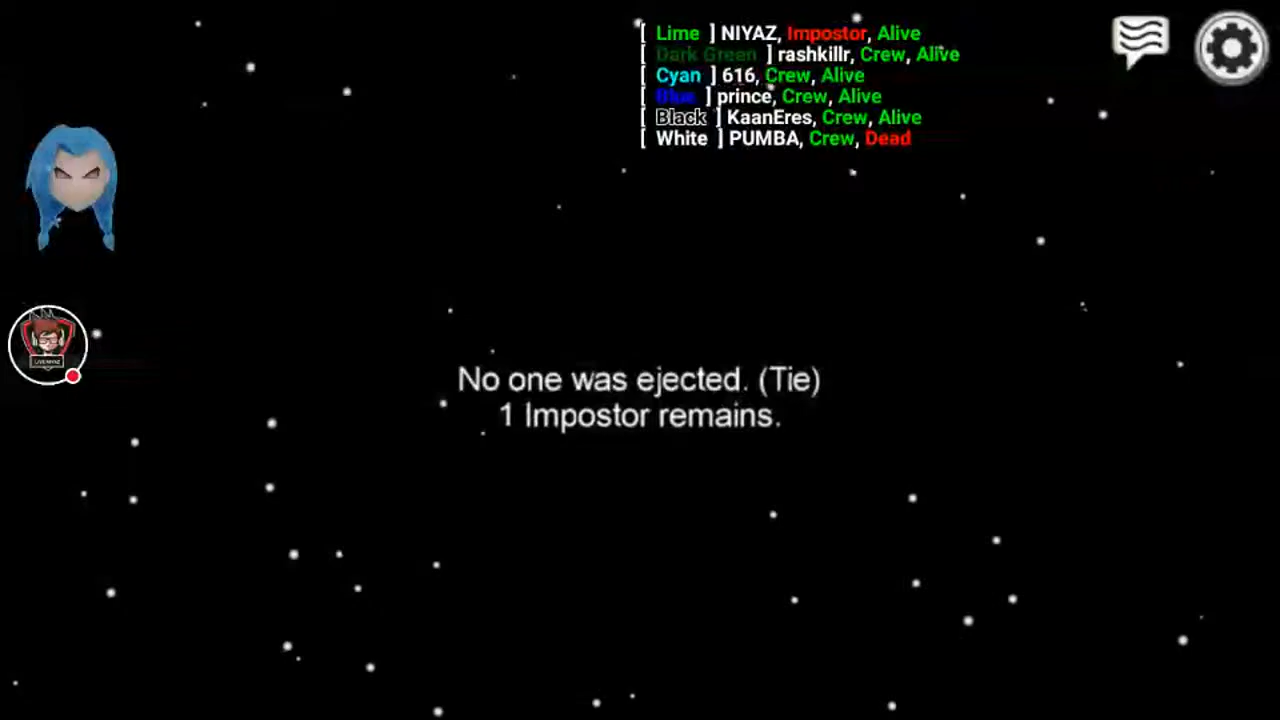 [ Lime ] NIYAZ, Impostor, Alive
[ Dark Green ] rashkillr, Crew, Alive
[ Cyan ] 616, Crew, Alive
[ Blue ] prince, Crew, Alive
[ Black ] KaanEres, Crew, Alive
[ White ] PUMBA, Crew, Dead
No one was ejected. (Tie)
1 Impostor remains.